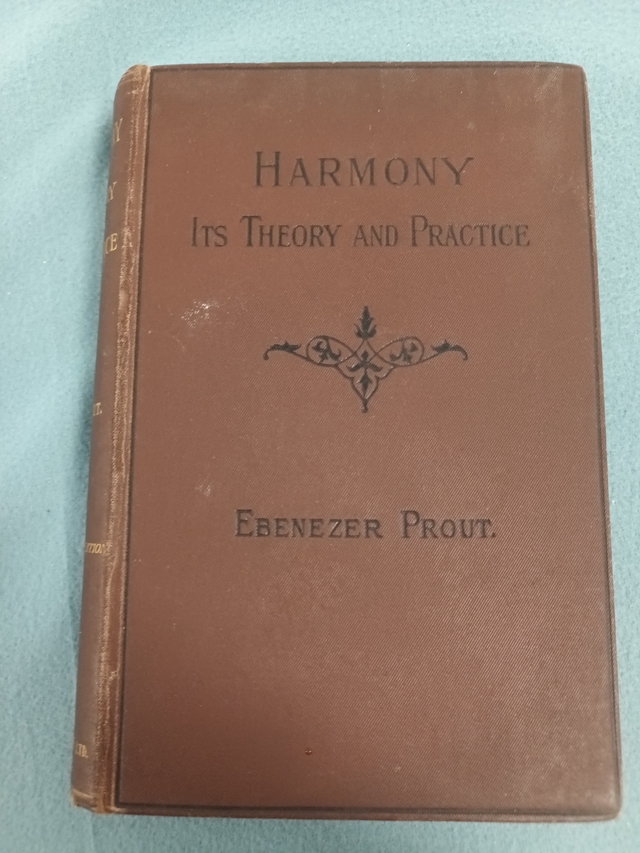 HARMONY
ITS THEORY AND PRACTICE
EBENEZER PROUT.